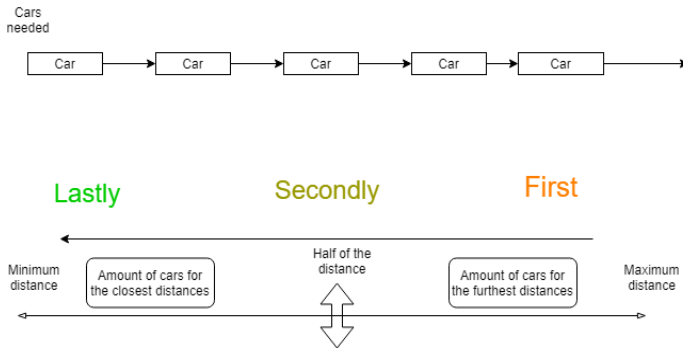 Cars
needed
Car
Car
Car
Car
Car
Lastly
Secondly
First
Half of the
distance
Minimum
distance
Amount of cars for
the closest distances
Amount of cars for
the furthest distances
Maximum
distance